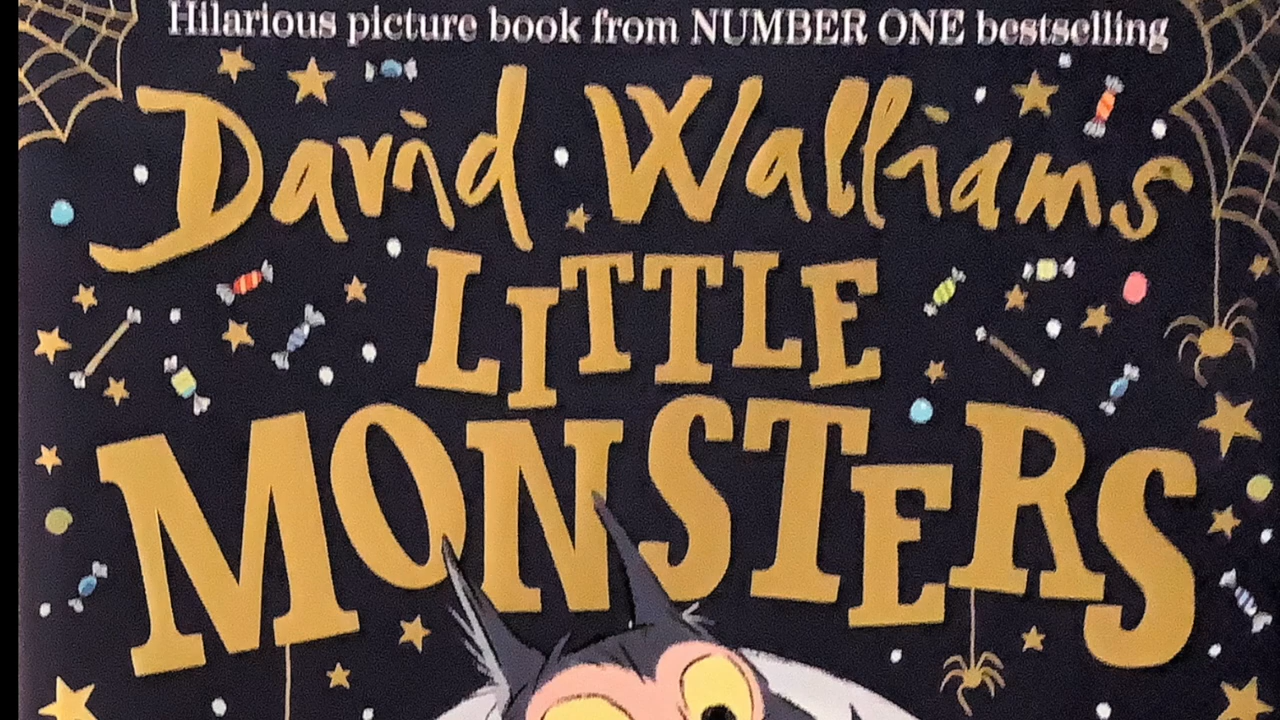 Hilarious picture book from NUMBER ONE bestselling
David Walliams
LITTLE
MONSTERS